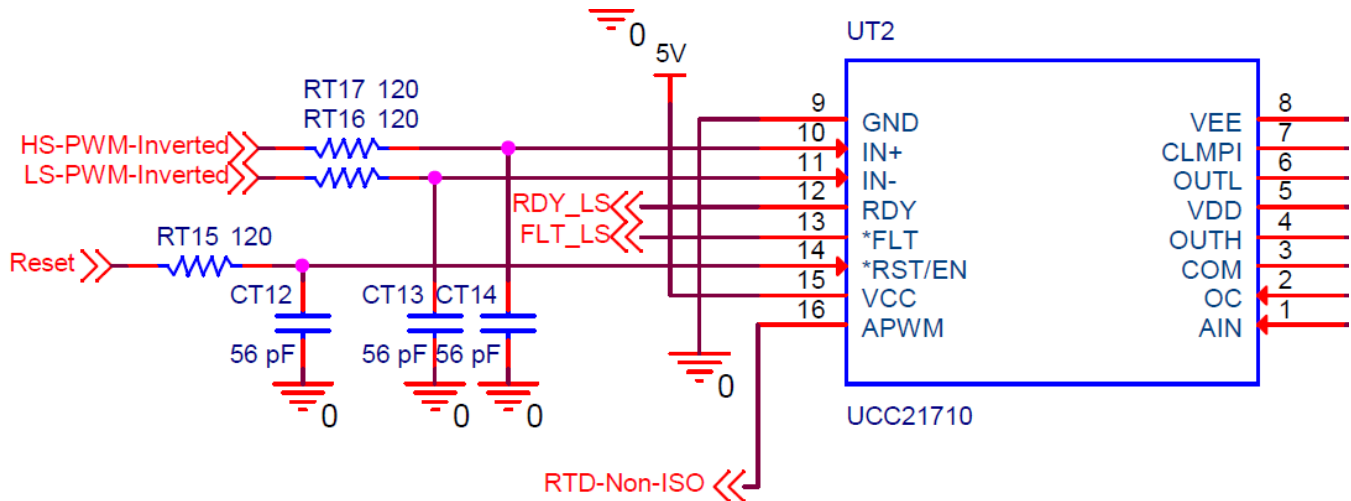 0
UT2
5V
RT17 120
RT16 120
HS-PWM-Inverted
LS-PWM-Inverted
RDY_LS
FLT_LS
RT15 120
Reset
CT12
CT13
CT14
56 pF
56 pF
56 pF
0
0
0
0
9 GND
10 IN+
11 IN-
12 RDY
13 *FLT
14 *RST/EN
15 VCC
16 APWM
VEE 8
CLMPI 7
OUTL 6
VDD 5
OUTH 4
COM 3
OC 2
AIN 1
UCC21710
RTD-Non-ISO